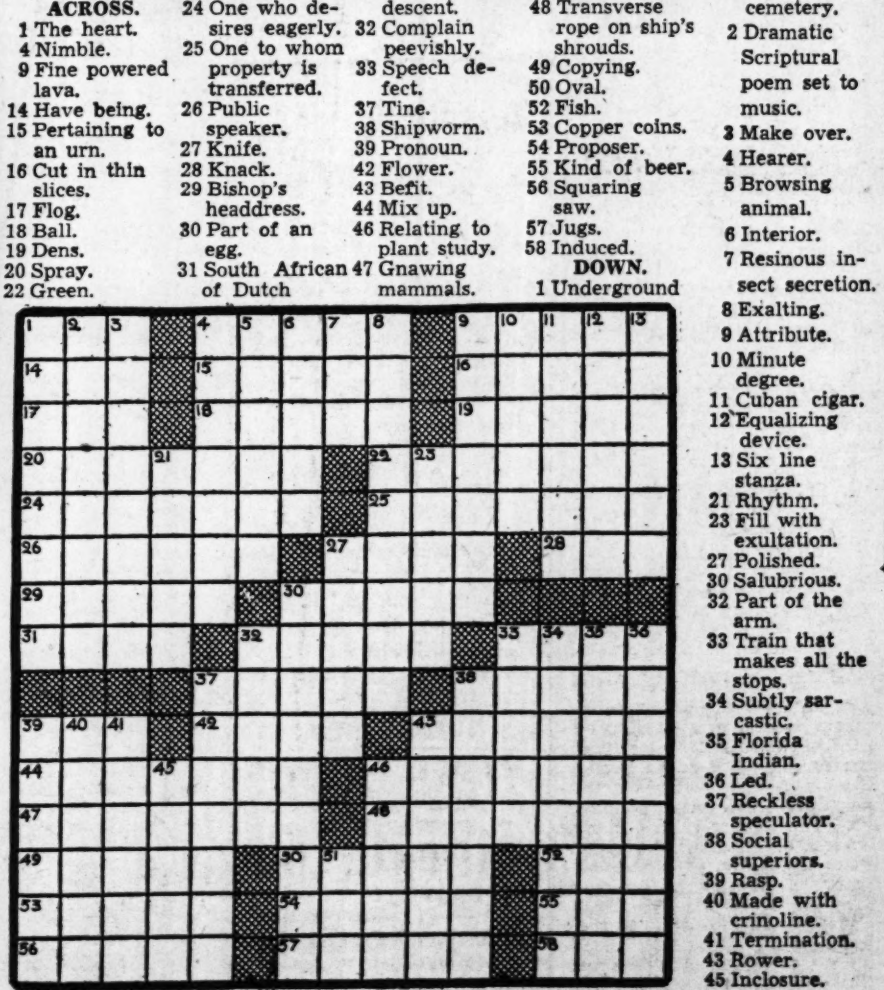 ACROSS.
1 The heart.
4 Nimble.
9 Fine powered
lava.
14 Have being.
15 Pertaining to
an urn.
16 Cut in thin
slices.
17 Flog.
18 Ball.
19 Dens.
20 Spray.
22 Green.
24 One who de-
sires eagerly.
25 One to whom
property is
transferred.
26 Public
speaker.
27 Knife.
28 Knack.
29 Bishop's
headdress.
30 Part of an
egg.
31 South African
of Dutch
descent.
32 Complain
peevishly.
33 Speech de-
fect.
37 Tine.
38 Shipworm.
39 Pronoun.
42 Flower.
43 Befit.
44 Mix up.
46 Relating to
plant study.
47 Gnawing
mammals.
48 Transverse
rope on ship's
shrouds.
49 Copying.
50 Oval.
52 Fish.
53 Copper coins.
54 Proposer.
55 Kind of beer.
56 Squaring
saw.
57 Jugs.
58 Induced.
DOWN.
1 Underground
cemetery.
2 Dramatic
Scriptural
poem set to
music.
3 Make over.
4 Hearer.
5 Browsing
animal.
6 Interior.
7 Resinous in-
sect secretion.
8 Exalting.
9 Attribute.
10 Minute
degree.
11 Cuban cigar.
12 Equalizing
device.
13 Six line
stanza.
21 Rhythm.
23 Fill with
exultation.
27 Polished.
30 Salubrious.
32 Part of the
arm.
33 Train that
makes all the
stops.
34 Subtly sar-
castic.
35 Florida
Indian.
36 Led.
37 Reckless
speculator.
38 Social
superiors.
39 Rasp.
40 Made with
crinoline.
41 Termination.
43 Rower.
45 Inclosure.
1 2 3 4 5 6 7 8 9 10 11 12 13
14 15 16
17 18 19
20 21 22 23
24 25
26 27 28
29 30
31 32 33 34 35 36
37 38
39 40 41 42 43
44 45 46
47 48
49 50 51 52
53 54 55
56 57 58